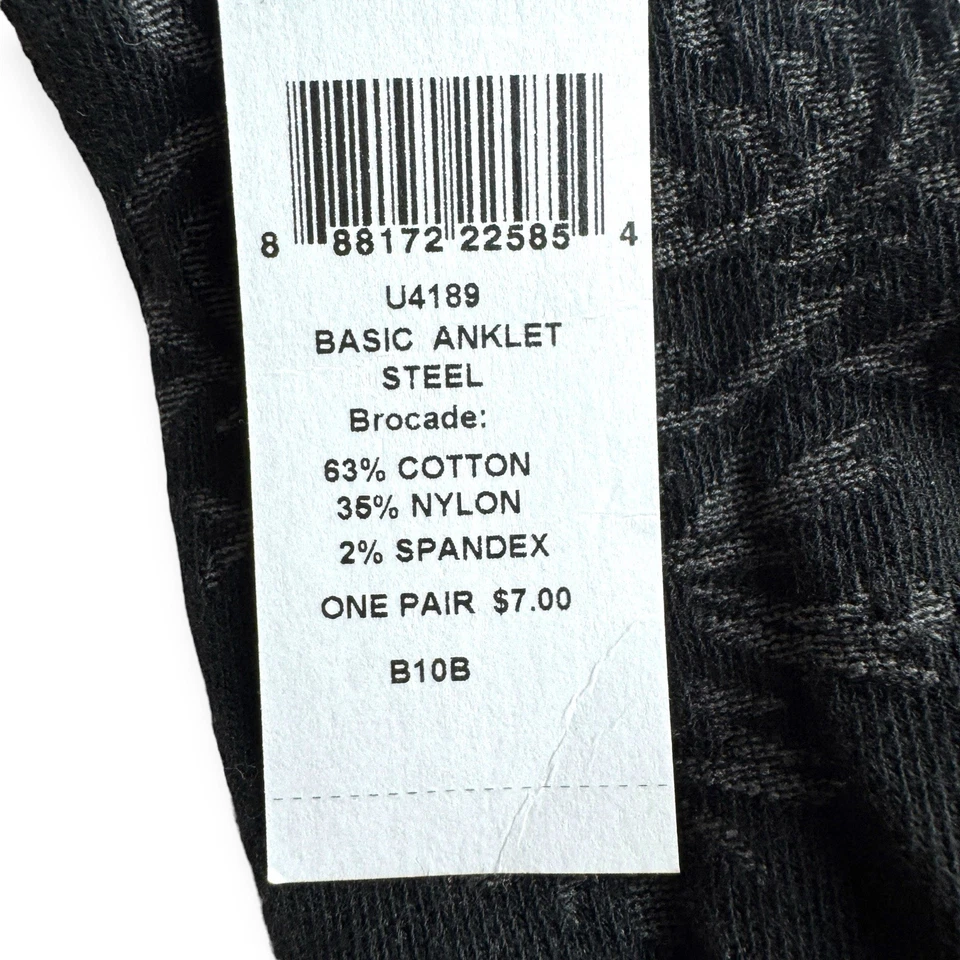 8 88172 22585 4
U4189
BASIC ANKLET
STEEL
Brocade:
63% COTTON
35% NYLON
2% SPANDEX
ONE PAIR $7.00
B10B